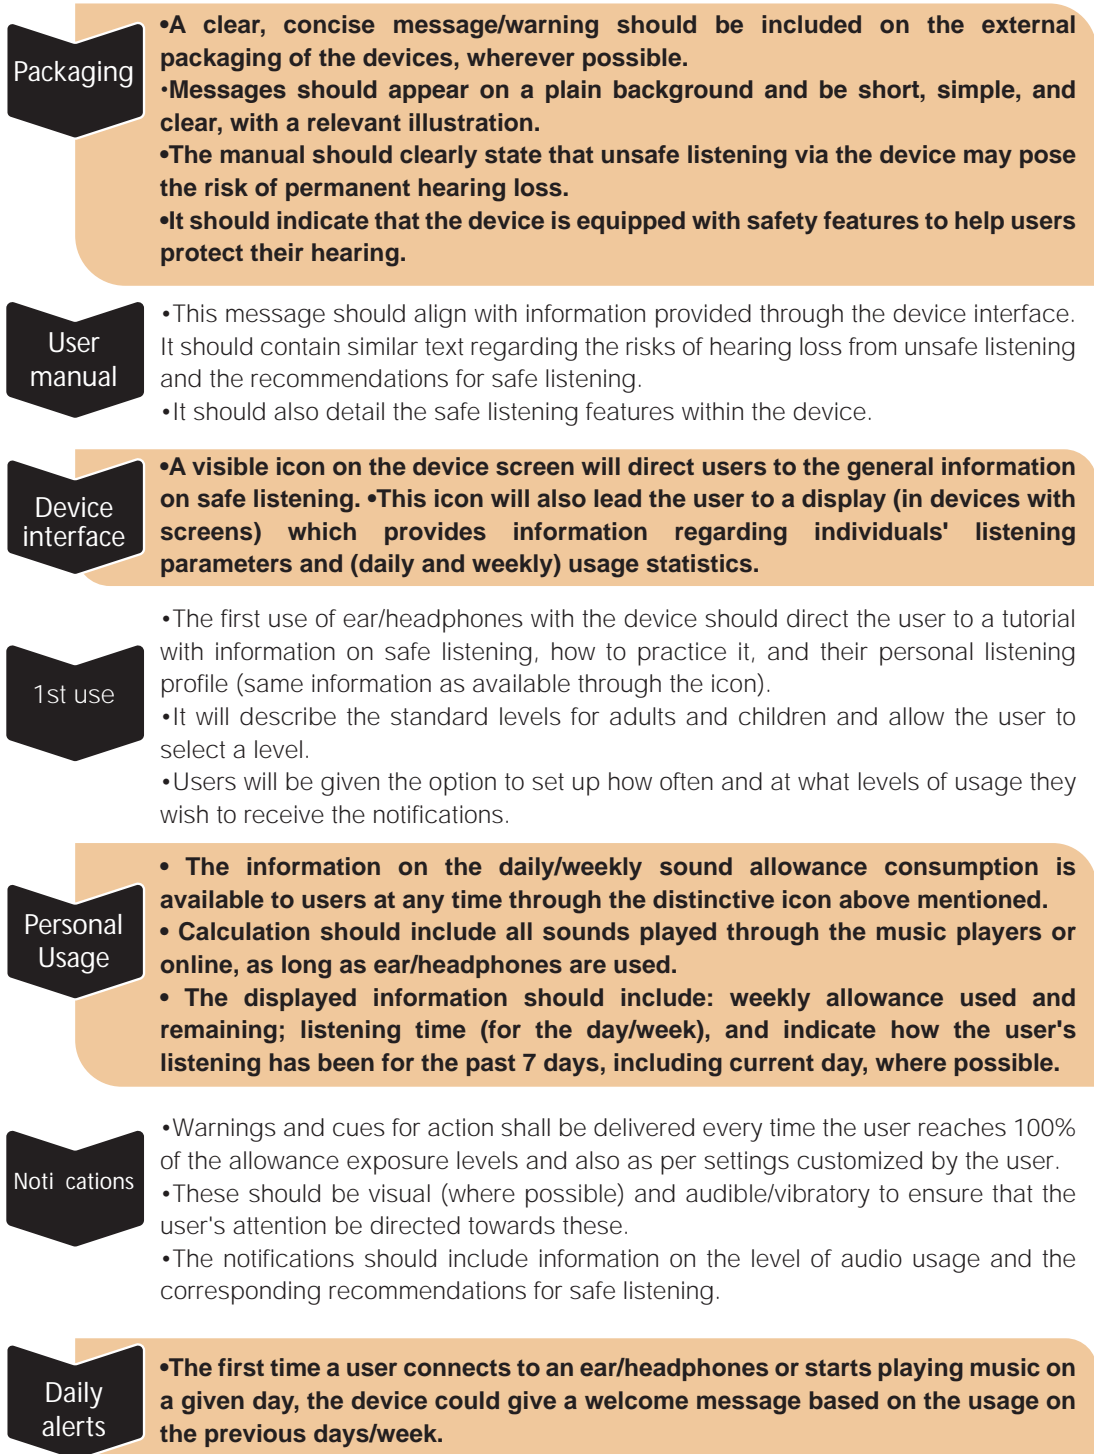 Packaging
•A clear, concise message/warning should be included on the external
packaging of the devices, wherever possible.
•Messages should appear on a plain background and be short, simple, and
clear, with a relevant illustration.
•The manual should clearly state that unsafe listening via the device may pose
the risk of permanent hearing loss.
•It should indicate that the device is equipped with safety features to help users
protect their hearing.
User
manual
•This message should align with information provided through the device interface.
It should contain similar text regarding the risks of hearing loss from unsafe listening
and the recommendations for safe listening.
•It should also detail the safe listening features within the device.
Device
interface
•A visible icon on the device screen will direct users to the general information
on safe listening. •This icon will also lead the user to a display (in devices with
screens) which provides information regarding individuals' listening
parameters and (daily and weekly) usage statistics.
1st use
•The first use of ear/headphones with the device should direct the user to a tutorial
with information on safe listening, how to practice it, and their personal listening
profile (same information as available through the icon).
•It will describe the standard levels for adults and children and allow the user to
select a level.
•Users will be given the option to set up how often and at what levels of usage they
wish to receive the notifications.
Personal
Usage
• The information on the daily/weekly sound allowance consumption is
available to users at any time through the distinctive icon above mentioned.
• Calculation should include all sounds played through the music players or
online, as long as ear/headphones are used.
• The displayed information should include: weekly allowance used and
remaining; listening time (for the day/week), and indicate how the user's
listening has been for the past 7 days, including current day, where possible.
Noti cations
•Warnings and cues for action shall be delivered every time the user reaches 100%
of the allowance exposure levels and also as per settings customized by the user.
•These should be visual (where possible) and audible/vibratory to ensure that the
user's attention be directed towards these.
•The notifications should include information on the level of audio usage and the
corresponding recommendations for safe listening.
Daily
alerts
•The first time a user connects to an ear/headphones or starts playing music on
a given day, the device could give a welcome message based on the usage on
the previous days/week.